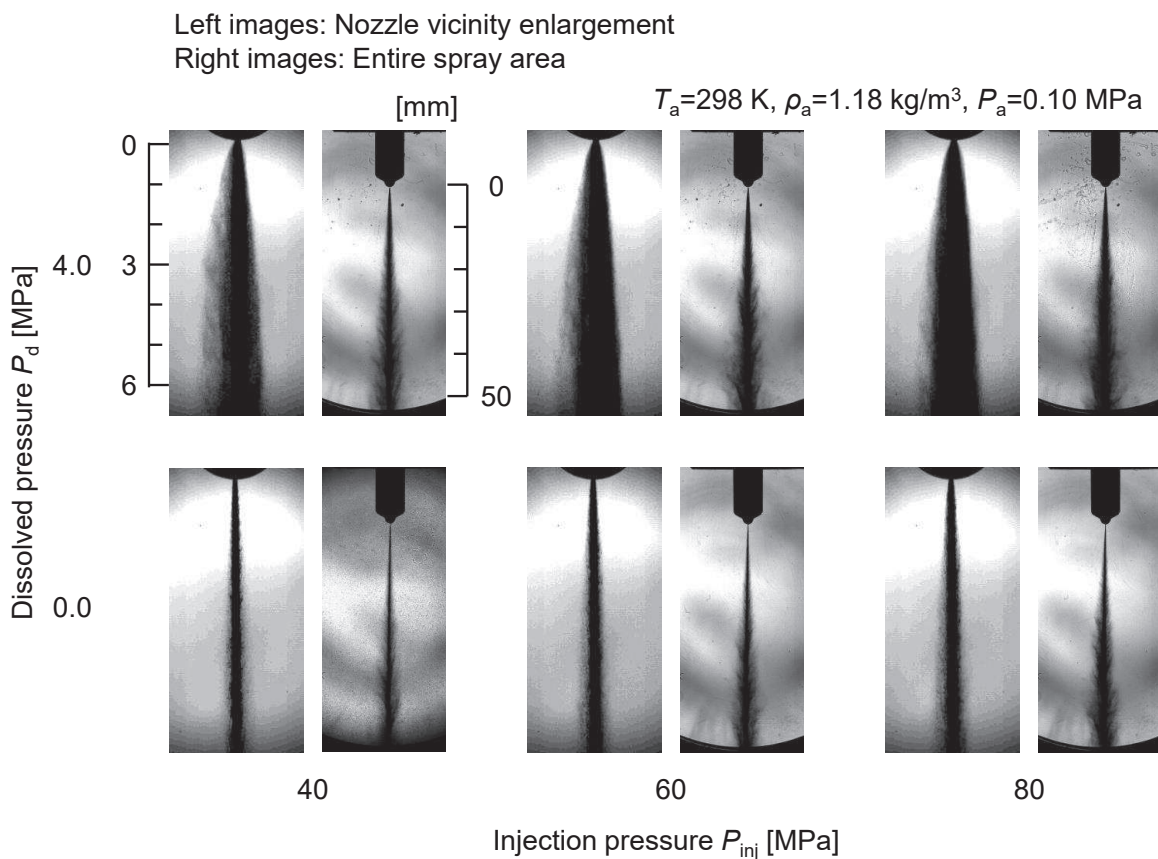 Left images: Nozzle vicinity enlargement
Right images: Entire spray area
[mm]
Tₐ=298 K, ρₐ=1.18 kg/m³, Pₐ=0.10 MPa
0
3
6
0
50
Dissolved pressure P_d [MPa]
4.0
0.0
40
60
80
Injection pressure P_inj [MPa]